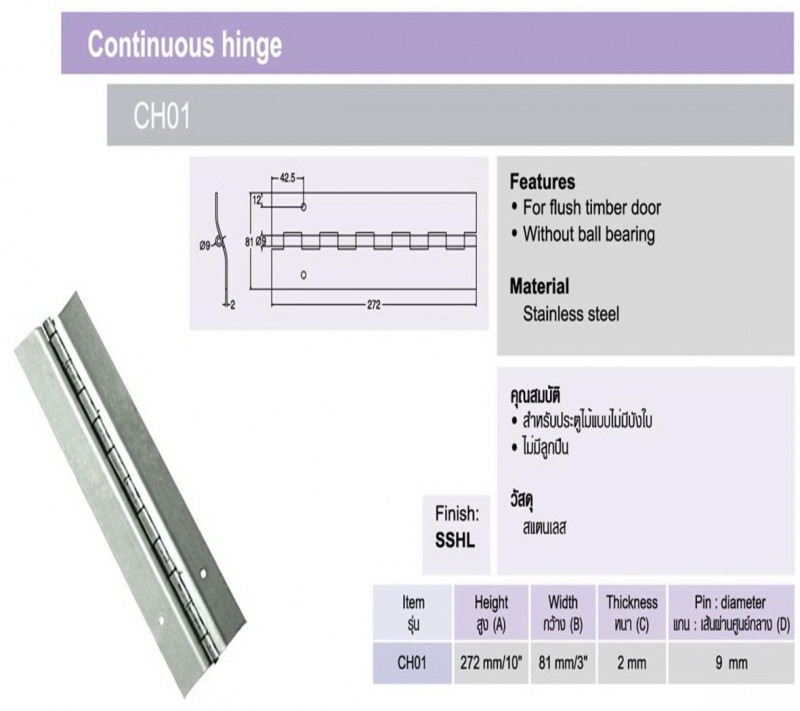 Continuous hinge
CH01
42.5
12
Ø9
81
Ø9
2
272
Features
• For flush timber door
• Without ball bearing
Material
Stainless steel
คุณสมบัติ
• สำหรับประตูไม้แบบไม่มีบังใบ
• ไม่มีลูกปืน
วัสดุ
สแตนเลส
Finish:
SSHL
Item Height Width Thickness Pin : diameter
รุ่น สูง (A) กว้าง (B) หนา (C) แกน : เส้นผ่านศูนย์กลาง (D)
CH01 272 mm/10" 81 mm/3" 2 mm 9 mm